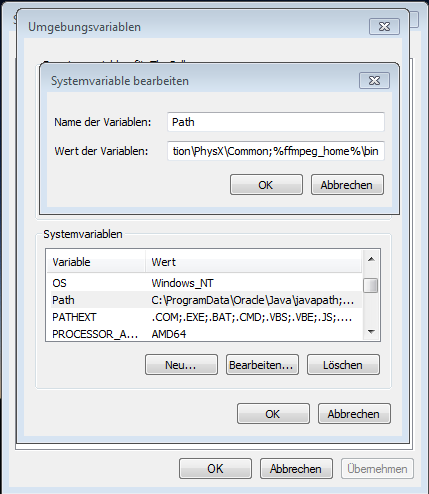 Umgebungsvariablen
Systemvariable bearbeiten
Name der Variablen: Path
Wert der Variablen: tion\PhysX\Common;%ffmpeg_home%\bin
OK Abbrechen
Systemvariablen
Variable Wert
OS Windows_NT
Path C:\ProgramData\Oracle\Java\javapath;...
PATHEXT .COM;.EXE;.BAT;.CMD;.VBS;.VBE;.JS;....
PROCESSOR_A... AMD64
Neu... Bearbeiten... Löschen
OK Abbrechen
OK Abbrechen Übernehmen